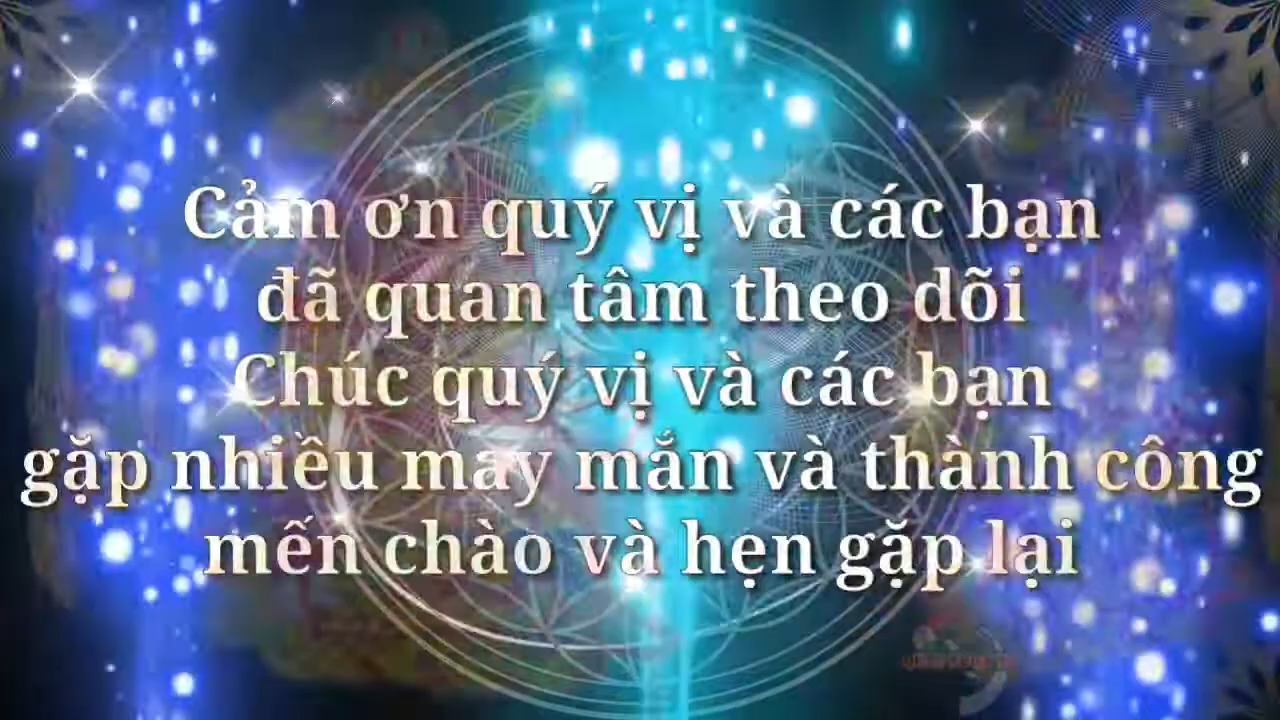 Cảm ơn quý vị và các bạn
đã quan tâm theo dõi
Chúc quý vị và các bạn
gặp nhiều may mắn và thành công
mến chào và hẹn gặp lại